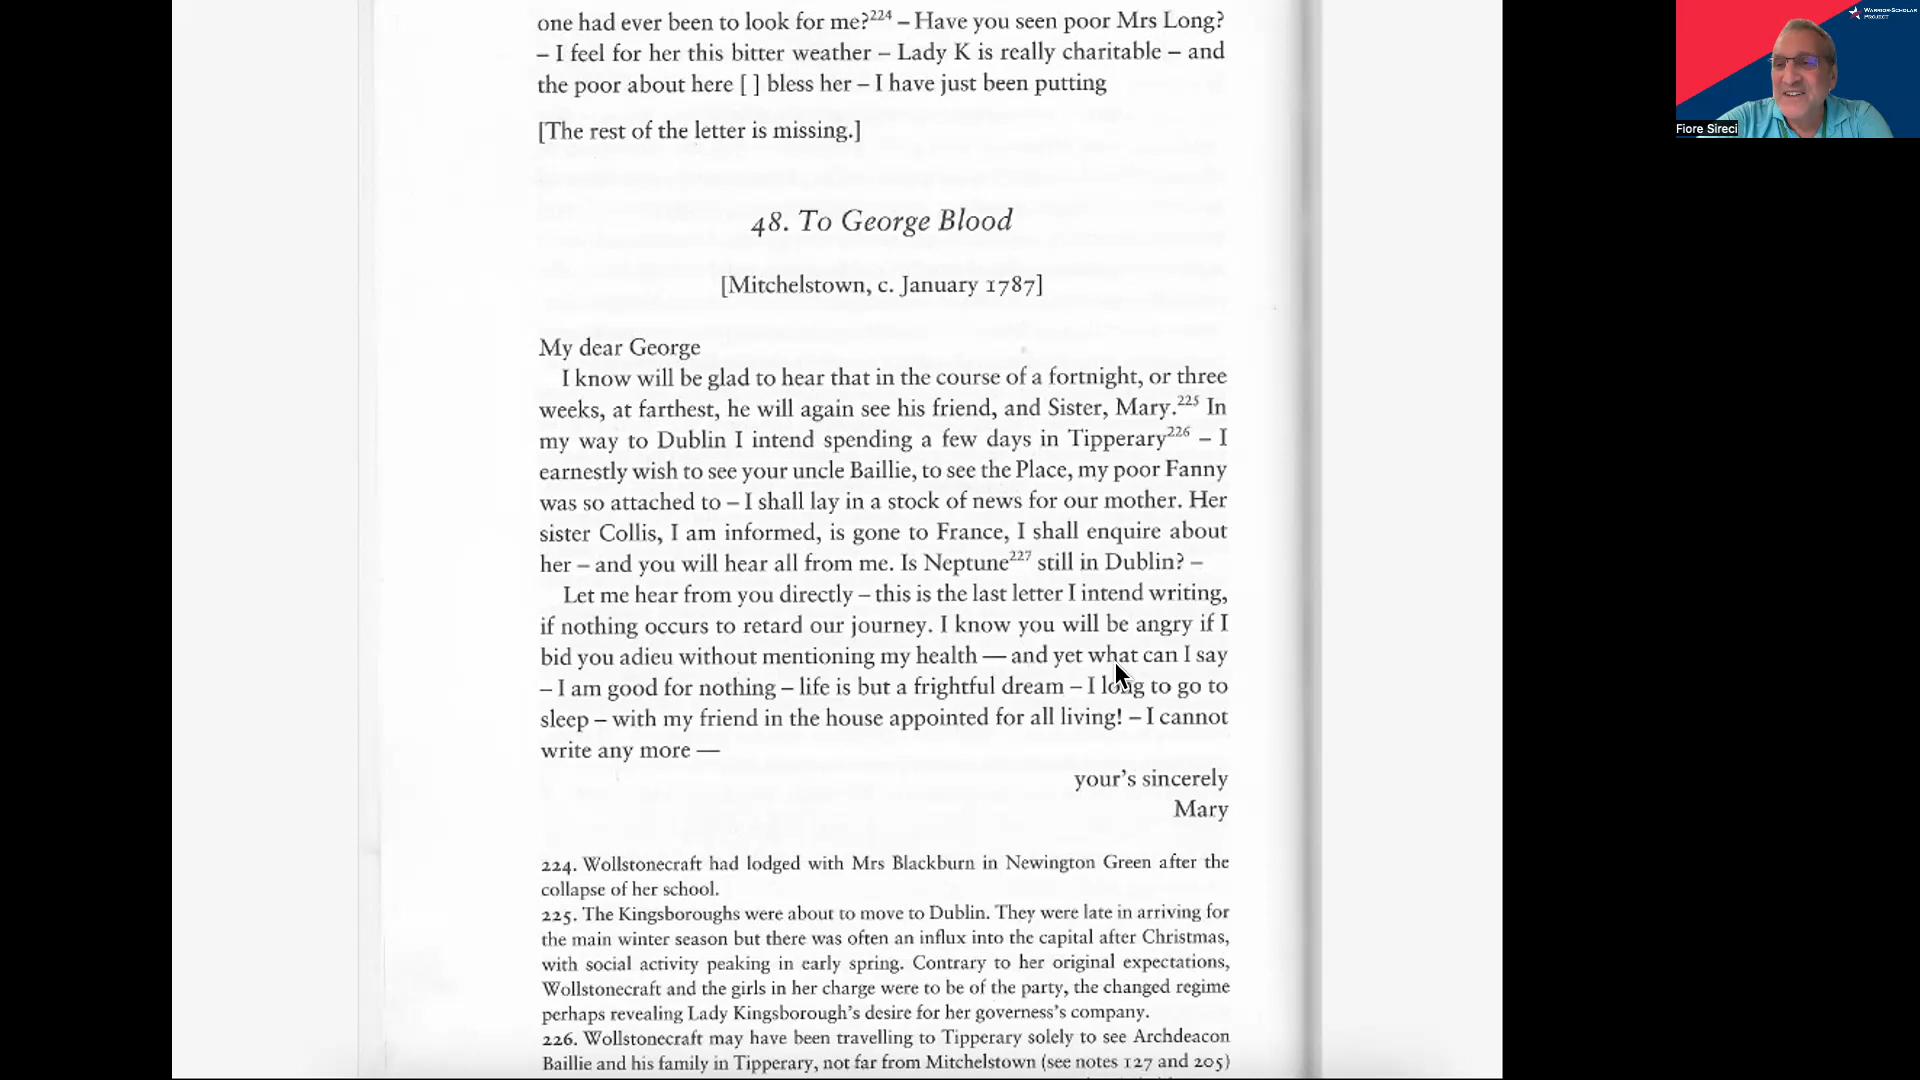 one had ever been to look for me?224 – Have you seen poor Mrs Long?
– I feel for her this bitter weather – Lady K is really charitable – and
the poor about here [ ] bless her – I have just been putting
[The rest of the letter is missing.]
48. To George Blood
[Mitchelstown, c. January 1787]
My dear George
I know will be glad to hear that in the course of a fortnight, or three
weeks, at farthest, he will again see his friend, and Sister, Mary.225 In
my way to Dublin I intend spending a few days in Tipperary226 – I
earnestly wish to see your uncle Baillie, to see the Place, my poor Fanny
was so attached to – I shall lay in a stock of news for our mother. Her
sister Collis, I am informed, is gone to France, I shall enquire about
her – and you will hear all from me. Is Neptune227 still in Dublin? –
Let me hear from you directly – this is the last letter I intend writing,
if nothing occurs to retard our journey. I know you will be angry if I
bid you adieu without mentioning my health — and yet what can I say
– I am good for nothing – life is but a frightful dream – I long to go to
sleep – with my friend in the house appointed for all living! – I cannot
write any more —
your's sincerely
Mary
224. Wollstonecraft had lodged with Mrs Blackburn in Newington Green after the
collapse of her school.
225. The Kingsboroughs were about to move to Dublin. They were late in arriving for
the main winter season but there was often an influx into the capital after Christmas,
with social activity peaking in early spring. Contrary to her original expectations,
Wollstonecraft and the girls in her charge were to be of the party, the changed regime
perhaps revealing Lady Kingsborough's desire for her governess's company.
226. Wollstonecraft may have been travelling to Tipperary solely to see Archdeacon
Baillie and his family in Tipperary, not far from Mitchelstown (see notes 127 and 205)
WARRIOR-SCHOLAR
PROJECT
Fiore Sireci